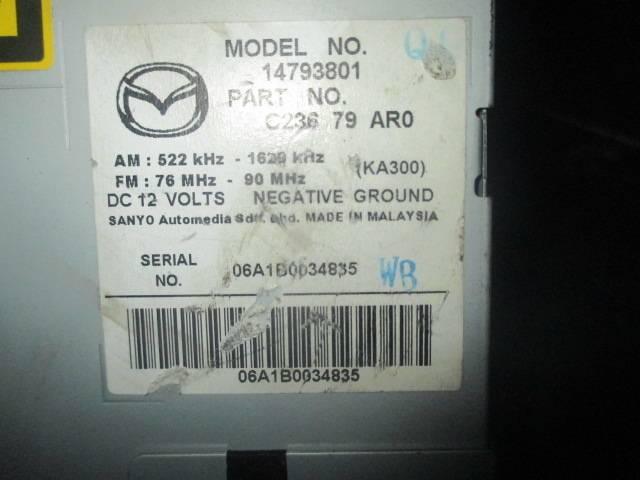 MODEL NO.
14793801
PART NO.
C236 79 AR0
AM : 522 kHz - 1629 kHz
(KA300)
FM : 76 MHz - 90 MHz
DC 12 VOLTS NEGATIVE GROUND
SANYO Automedia Sdn. Bhd. MADE IN MALAYSIA
SERIAL NO. 06A1B0034835
WB
06A1B0034835